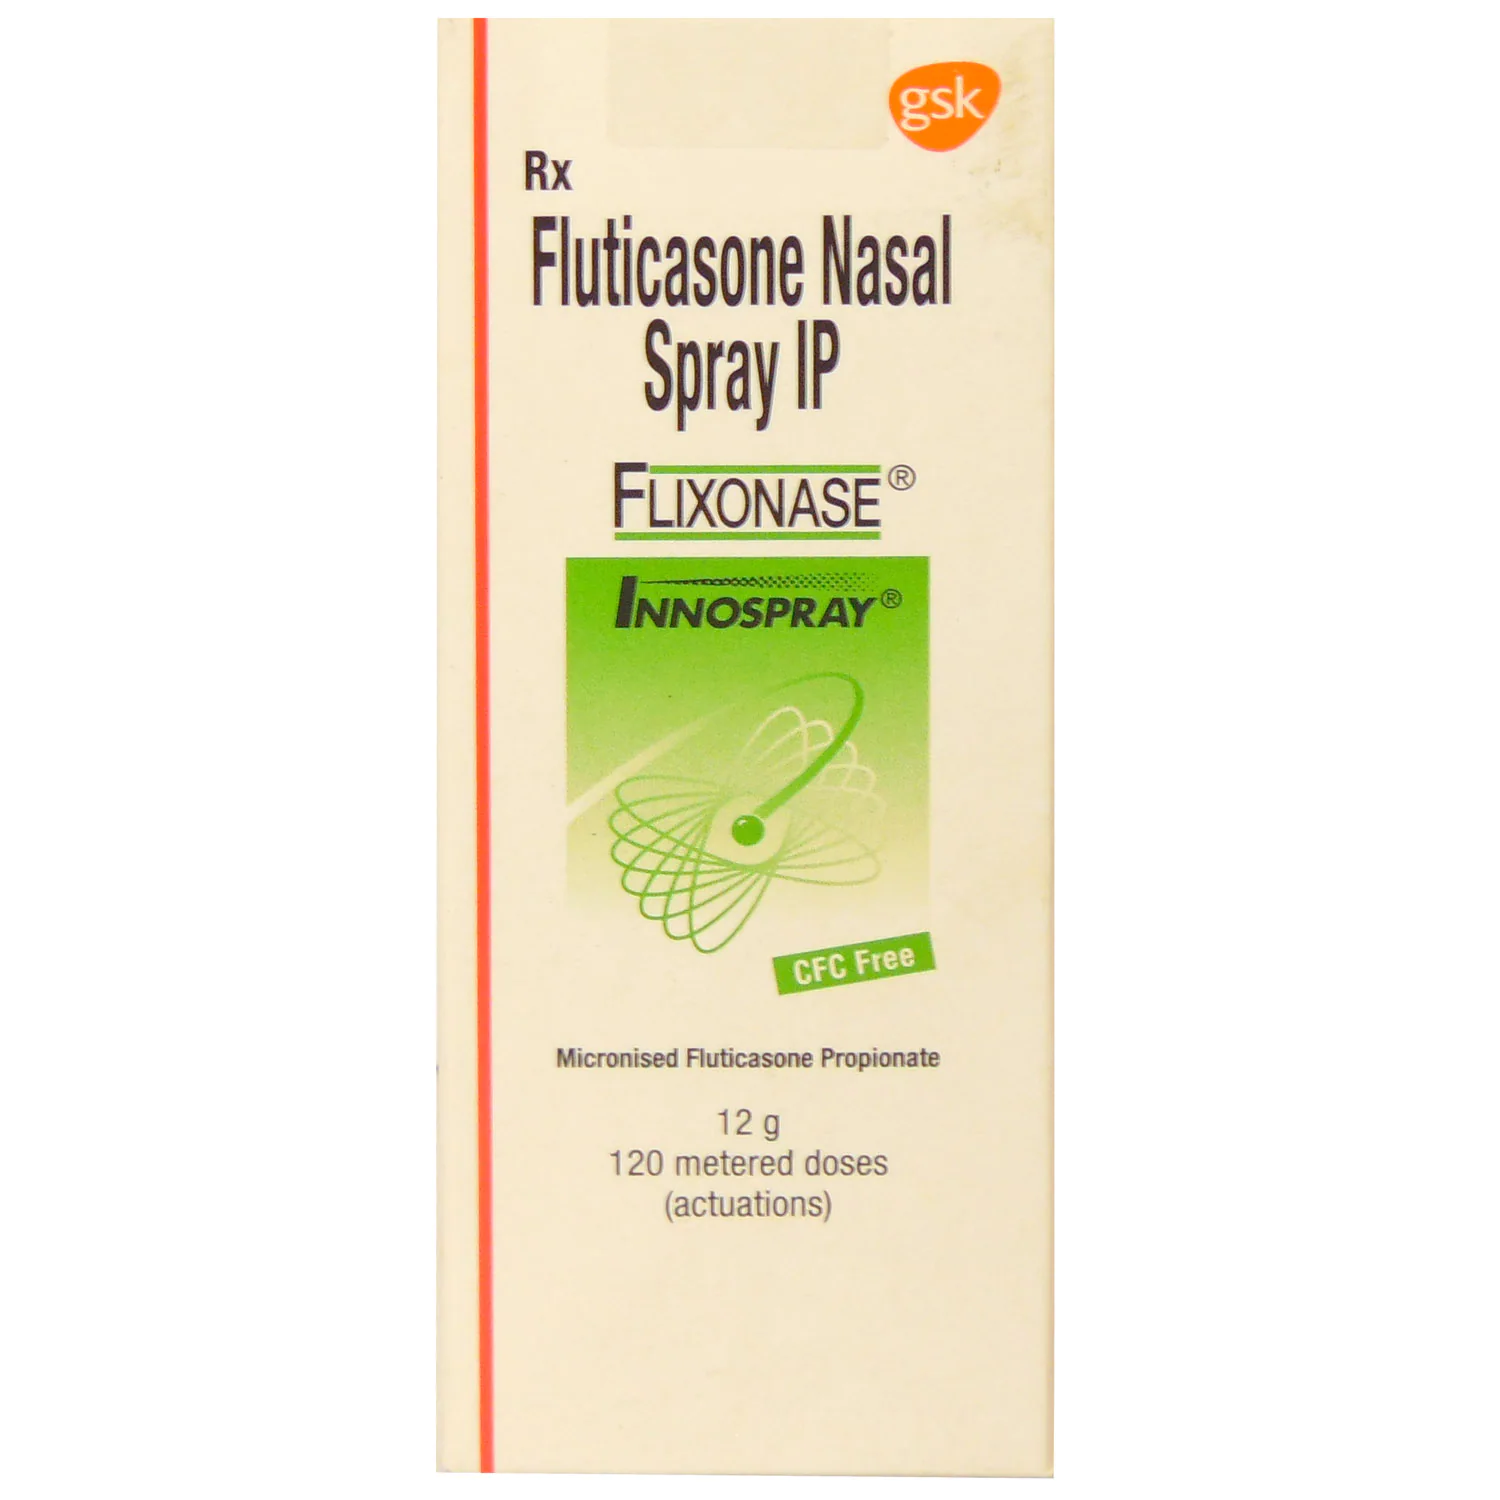 gsk
Rx
Fluticasone Nasal
Spray IP
FLIXONASE®
INNOSPRAY®
CFC Free
Micronised Fluticasone Propionate
12 g
120 metered doses
(actuations)